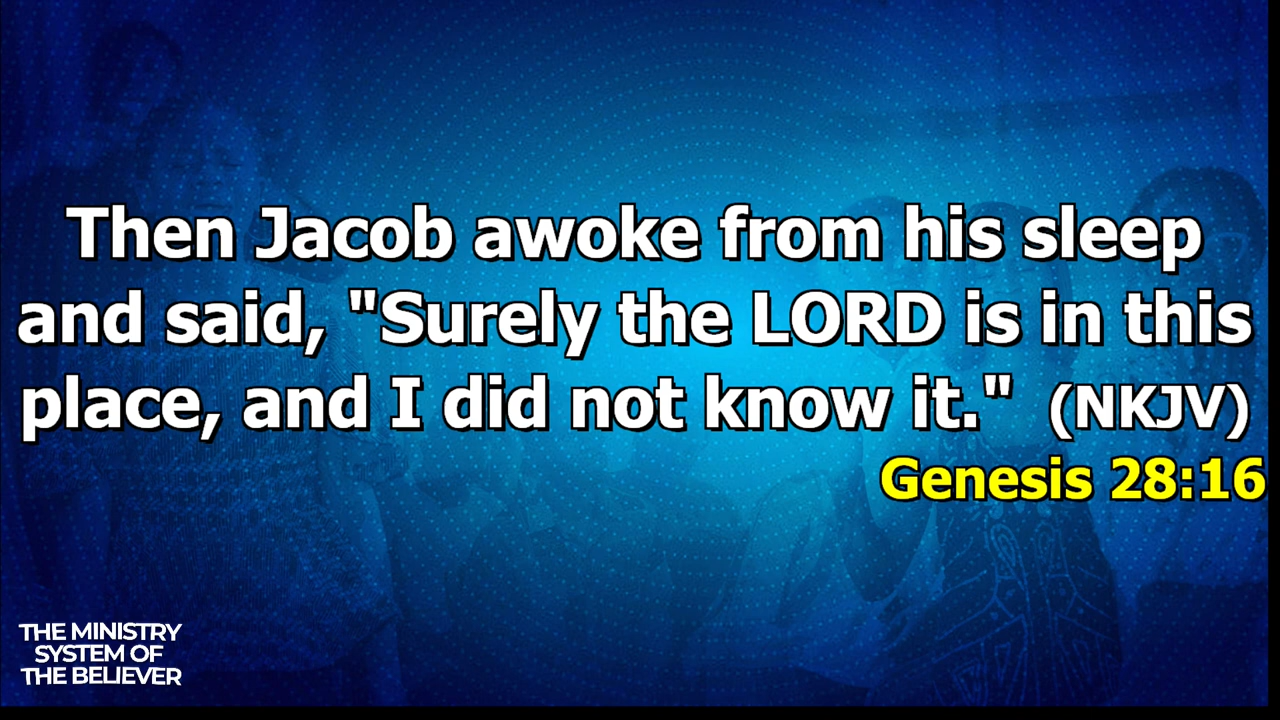 Then Jacob awoke from his sleep
and said, "Surely the LORD is in this
place, and I did not know it." (NKJV)
Genesis 28:16
THE MINISTRY
SYSTEM OF
THE BELIEVER